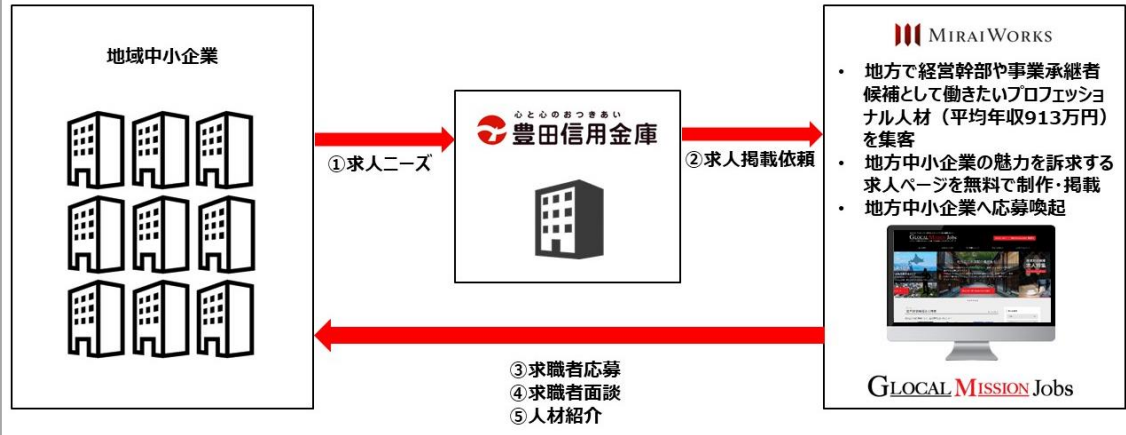 地域中小企業
①求人ニーズ
心と心のおつきあい
豊田信用金庫
②求人掲載依頼
MIRAIWORKS
• 地方で経営幹部や事業承継者
候補として働きたいプロフェッショ
ナル人材（平均年収913万円）
を集客
• 地方中小企業の魅力を訴求する
求人ページを無料で制作・掲載
• 地方中小企業へ応募喚起
GLOCAL MISSION Jobs
GLOCAL MISSION Jobs
③求職者応募
④求職者面談
⑤人材紹介